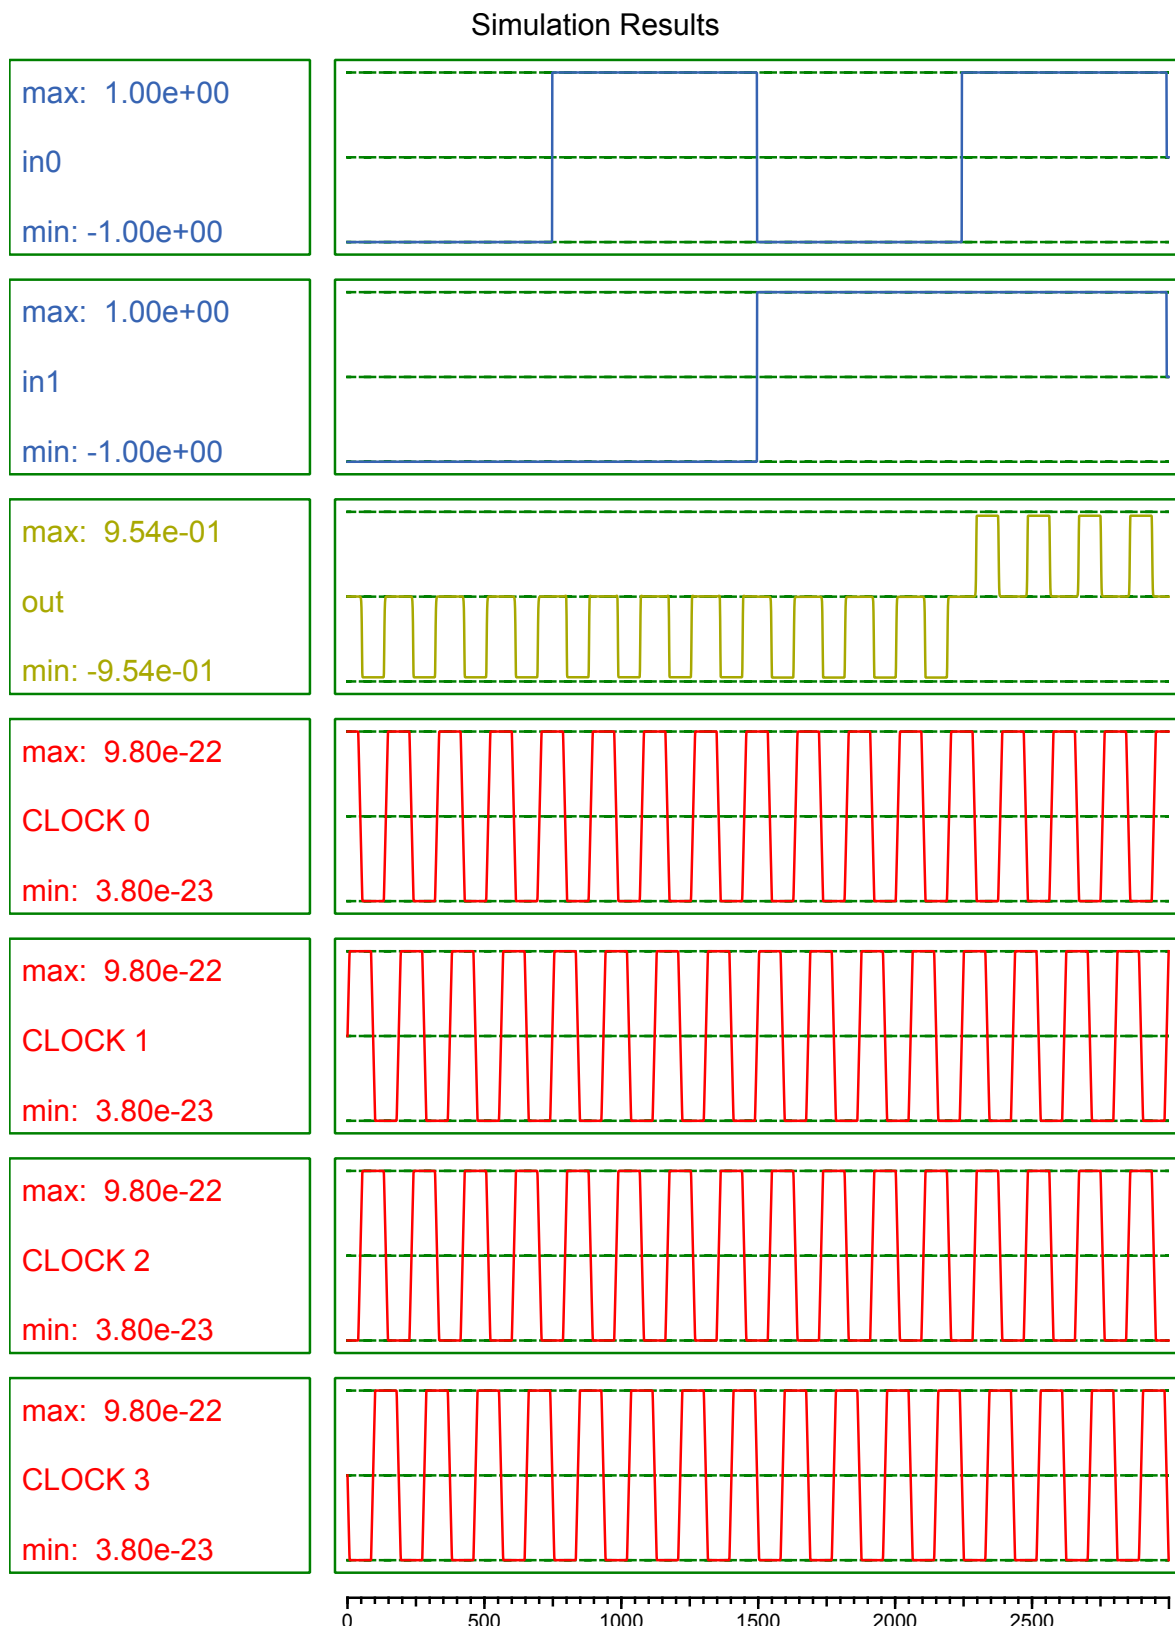 Simulation Results
max: 1.00e+00
in0
min: -1.00e+00
max: 1.00e+00
in1
min: -1.00e+00
max: 9.54e-01
out
min: -9.54e-01
max: 9.80e-22
CLOCK 0
min: 3.80e-23
max: 9.80e-22
CLOCK 1
min: 3.80e-23
max: 9.80e-22
CLOCK 2
min: 3.80e-23
max: 9.80e-22
CLOCK 3
min: 3.80e-23
0 500 1000 1500 2000 2500